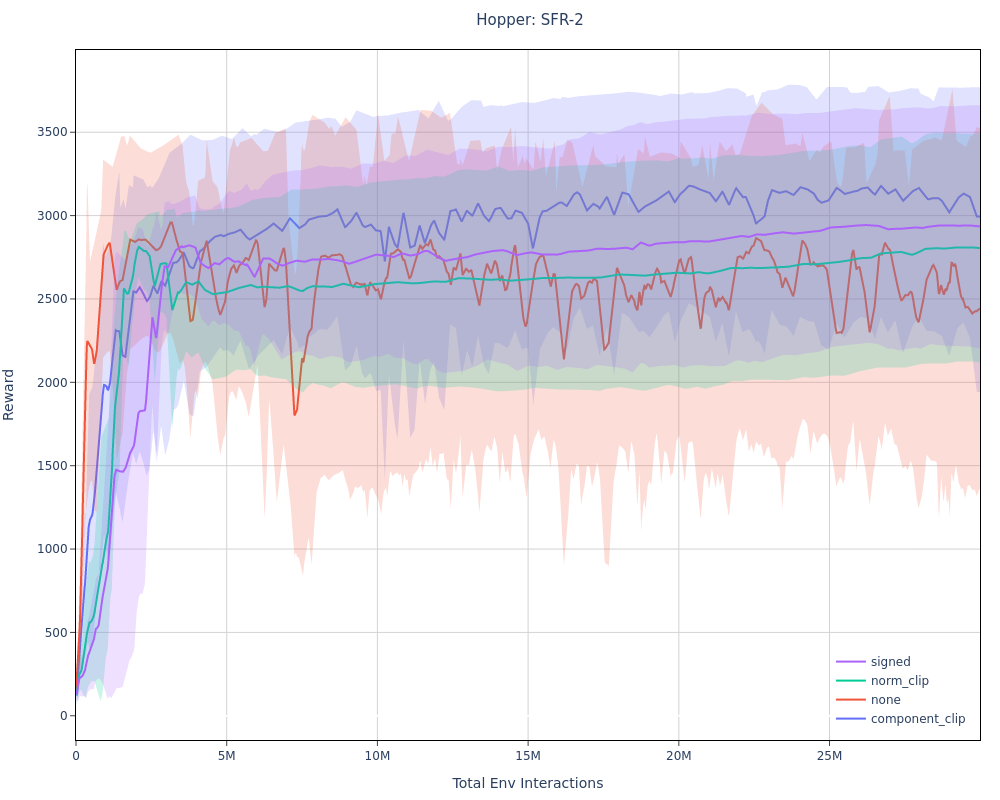 Hopper: SFR-2
Reward
3500
3000
2500
2000
1500
1000
500
0
0
5M
10M
15M
20M
25M
Total Env Interactions
signed
norm_clip
none
component_clip